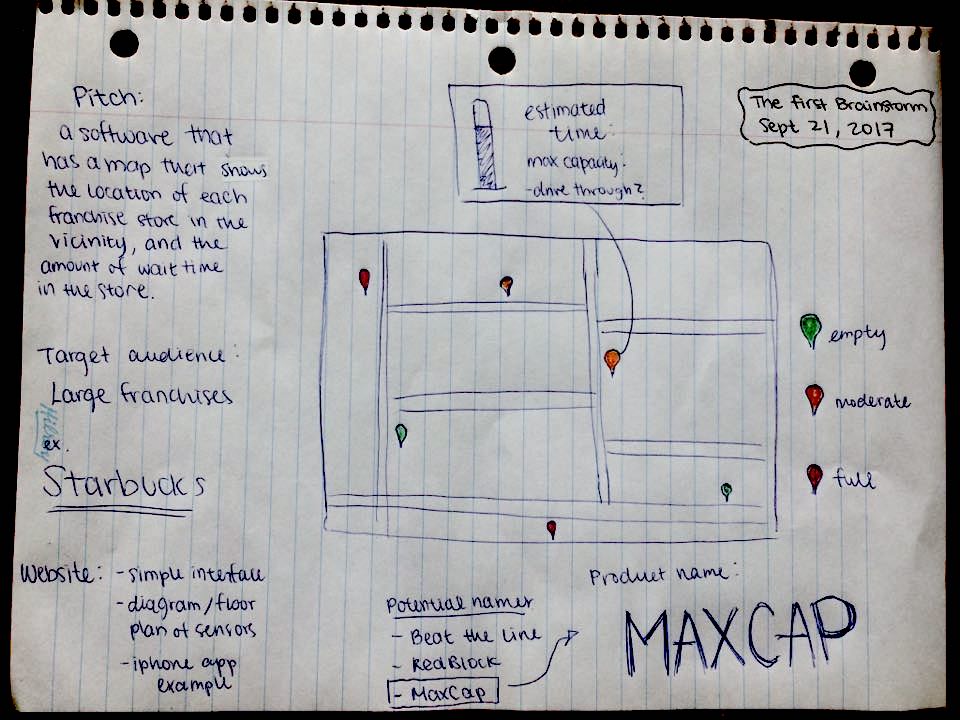 The First Brainstorm
Sept 21, 2017
Pitch:
a software that
has a map that shows
the location of each
franchise store in the
vicinity, and the
amount of wait time
in the store.
Target audience:
Large franchises
ex.
Starbucks
estimated
time:
max capacity:
-drive through?
empty
moderate
full
Website: - simple interface
- diagram/floor
plan of sensors
- iphone app
example
Potential names
- Beat the Line
- RedBlock
- MaxCap
Product name:
MAXCAP